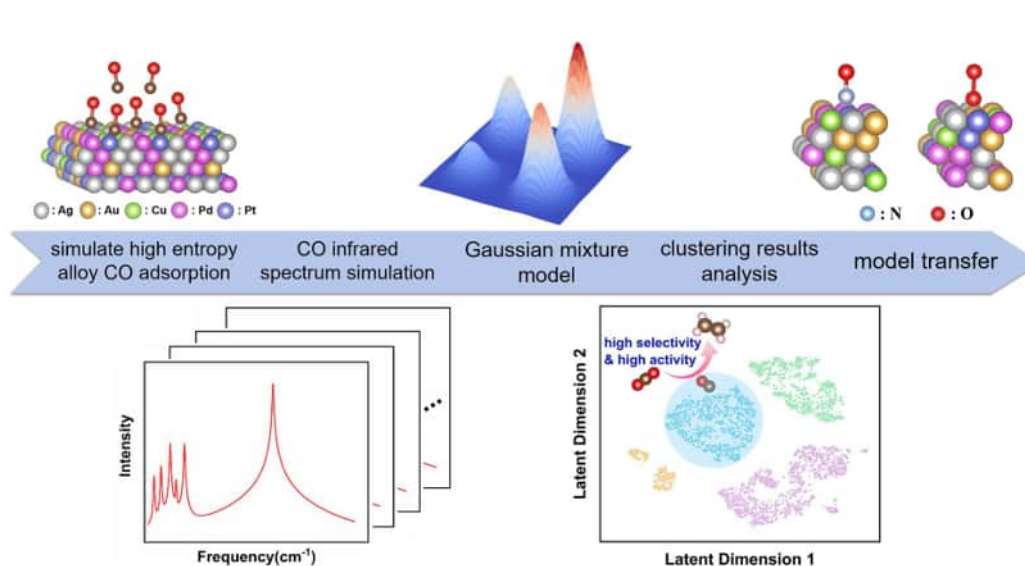 : Ag : Au : Cu : Pd : Pt
: N : O
simulate high entropy
alloy CO adsorption
CO infrared
spectrum simulation
Gaussian mixture
model
clustering results
analysis
model transfer
Intensity
Frequency(cm⁻¹)
high selectivity
& high activity
Latent Dimension 2
Latent Dimension 1